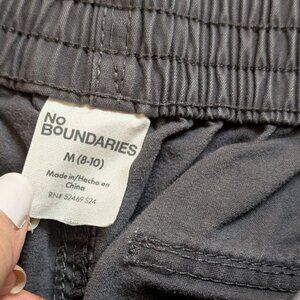 NO
BOUNDARIES
M (8-10)
Made in/Hecho en
China
RN# 52469 S24